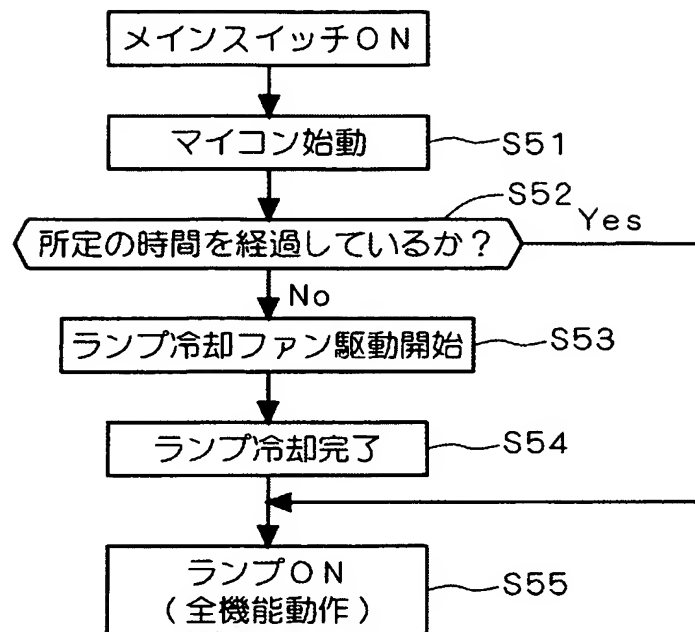 メインスイッチON
マイコン始動
S51
S52
所定の時間を経過しているか?
Yes
No
ランプ冷却ファン駆動開始
S53
ランプ冷却完了
S54
ランプON
(全機能動作)
S55